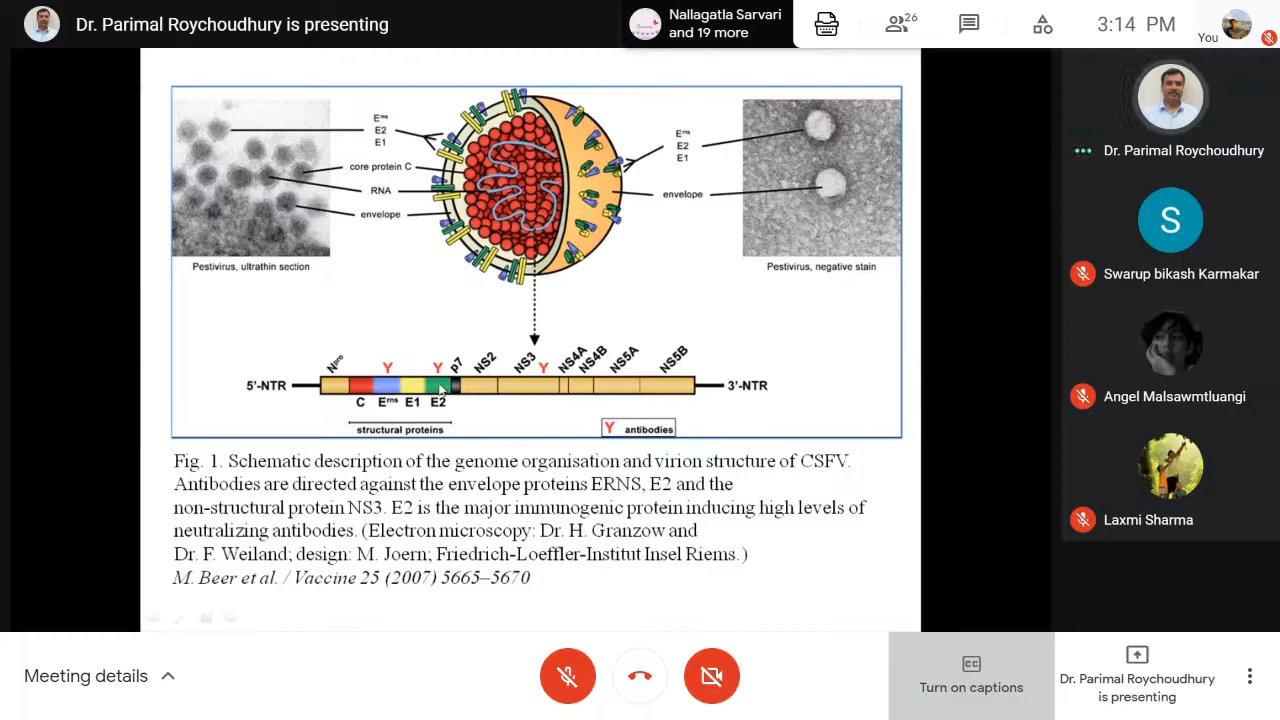 Dr. Parimal Roychoudhury is presenting
Nallagatla Sarvari
and 19 more
26
3:14 PM
You
Eʳⁿˢ
E2
E1
core protein C
RNA
envelope
Eʳⁿˢ
E2
E1
envelope
Pestivirus, ultrathin section
Pestivirus, negative stain
Nᵖʳᵒ
Y
Y
p7
NS2
NS3
Y
NS4A
NS4B
NS5A
NS5B
5'-NTR
3'-NTR
C
Eʳⁿˢ
E1
E2
structural proteins
Y antibodies
Fig. 1. Schematic description of the genome organisation and virion structure of CSFV.
Antibodies are directed against the envelope proteins ERNS, E2 and the
non-structural protein NS3. E2 is the major immunogenic protein inducing high levels of
neutralizing antibodies. (Electron microscopy: Dr. H. Granzow and
Dr. F. Weiland; design: M. Joern; Friedrich-Loeffler-Institut Insel Riems.)
M. Beer et al. / Vaccine 25 (2007) 5665–5670
Dr. Parimal Roychoudhury
S
Swarup bikash Karmakar
Angel Malsawmtluangi
Laxmi Sharma
Meeting details
CC
Turn on captions
Dr. Parimal Roychoudhury
is presenting